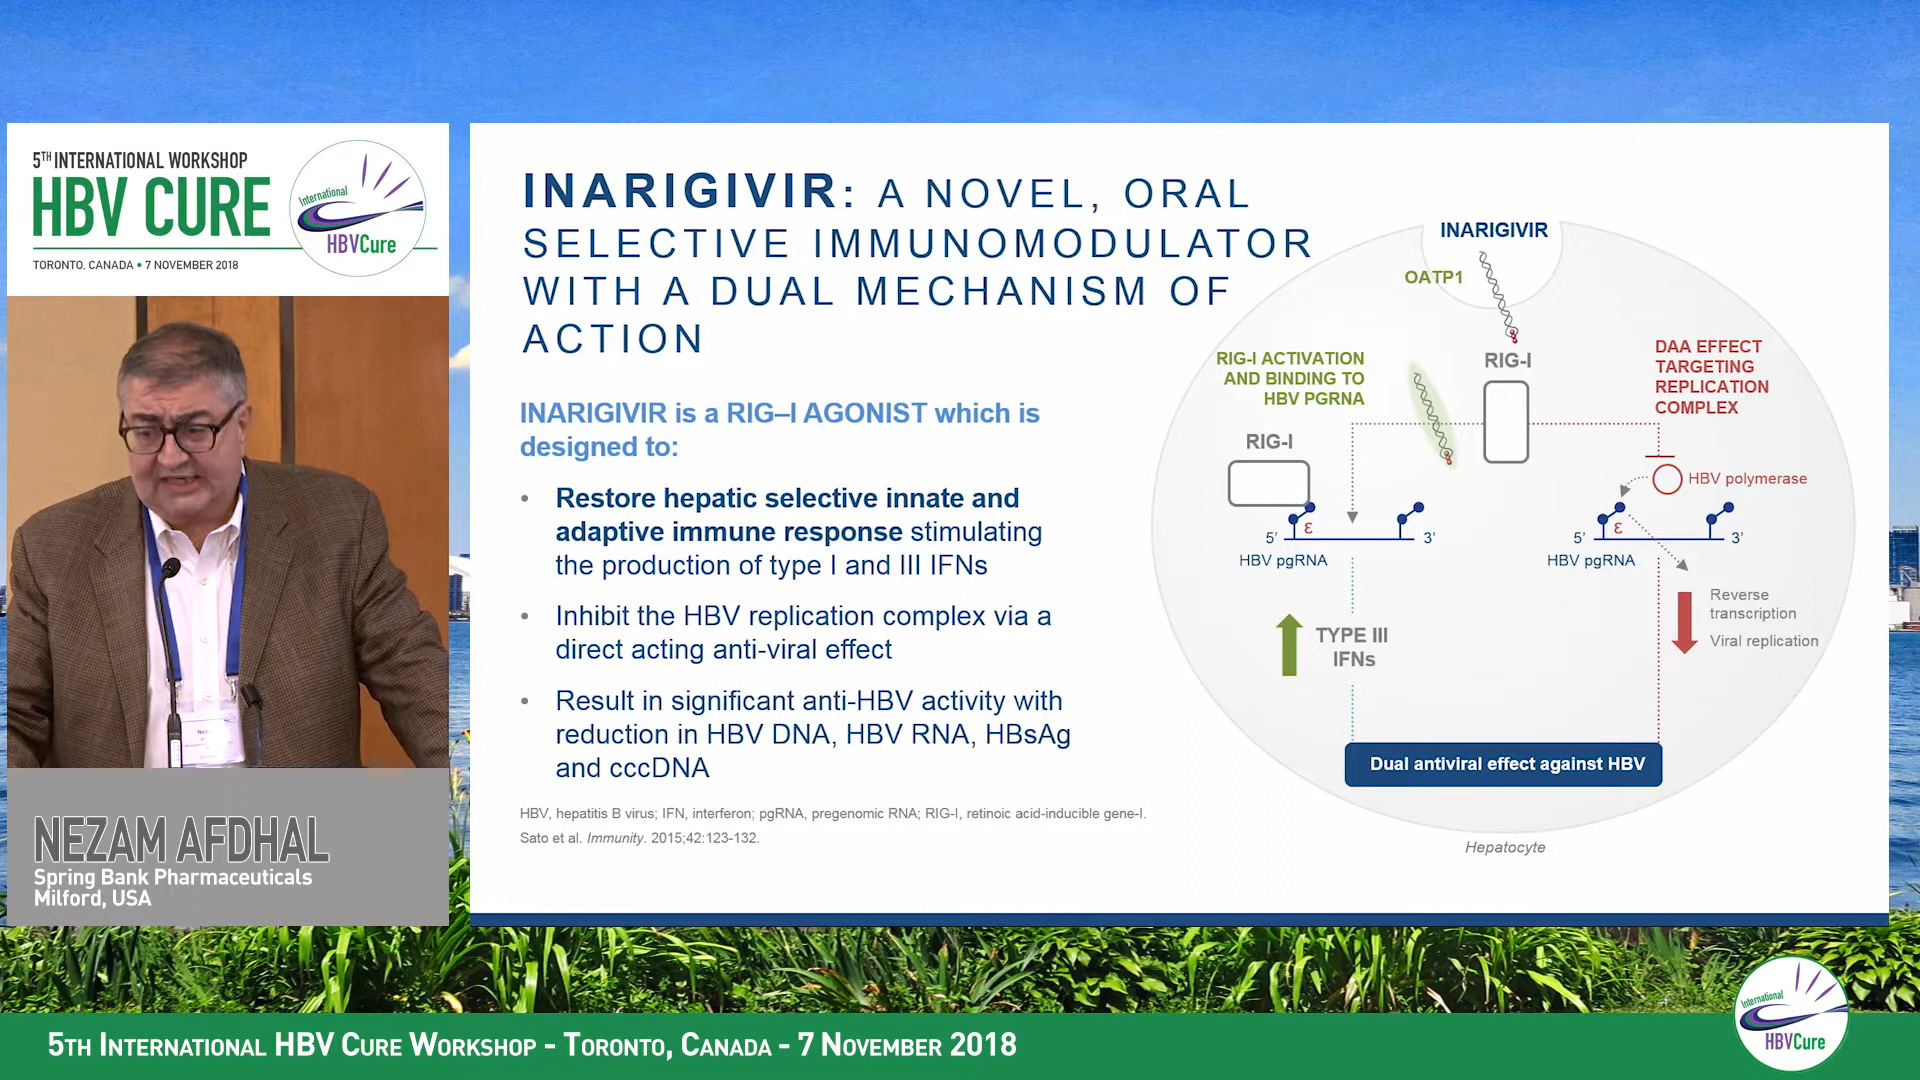 5TH INTERNATIONAL WORKSHOP
HBV CURE
TORONTO, CANADA • 7 NOVEMBER 2018
International
HBVCure
NEZAM AFDHAL
Spring Bank Pharmaceuticals
Milford, USA
INARIGIVIR: A NOVEL, ORAL
SELECTIVE IMMUNOMODULATOR
WITH A DUAL MECHANISM OF
ACTION
INARIGIVIR is a RIG–I AGONIST which is
designed to:
• Restore hepatic selective innate and
adaptive immune response stimulating
the production of type I and III IFNs
• Inhibit the HBV replication complex via a
direct acting anti-viral effect
• Result in significant anti-HBV activity with
reduction in HBV DNA, HBV RNA, HBsAg
and cccDNA
HBV, hepatitis B virus; IFN, interferon; pgRNA, pregenomic RNA; RIG-I, retinoic acid-inducible gene-I.
Sato et al. Immunity. 2015;42:123-132.
INARIGIVIR
OATP1
RIG-I
RIG-I ACTIVATION
AND BINDING TO
HBV PGRNA
RIG-I
DAA EFFECT
TARGETING
REPLICATION
COMPLEX
HBV polymerase
5' ε 3'
HBV pgRNA
5' ε 3'
HBV pgRNA
TYPE III
IFNs
Reverse
transcription
Viral replication
Dual antiviral effect against HBV
Hepatocyte
5TH INTERNATIONAL HBV CURE WORKSHOP - TORONTO, CANADA - 7 NOVEMBER 2018
International
HBVCure